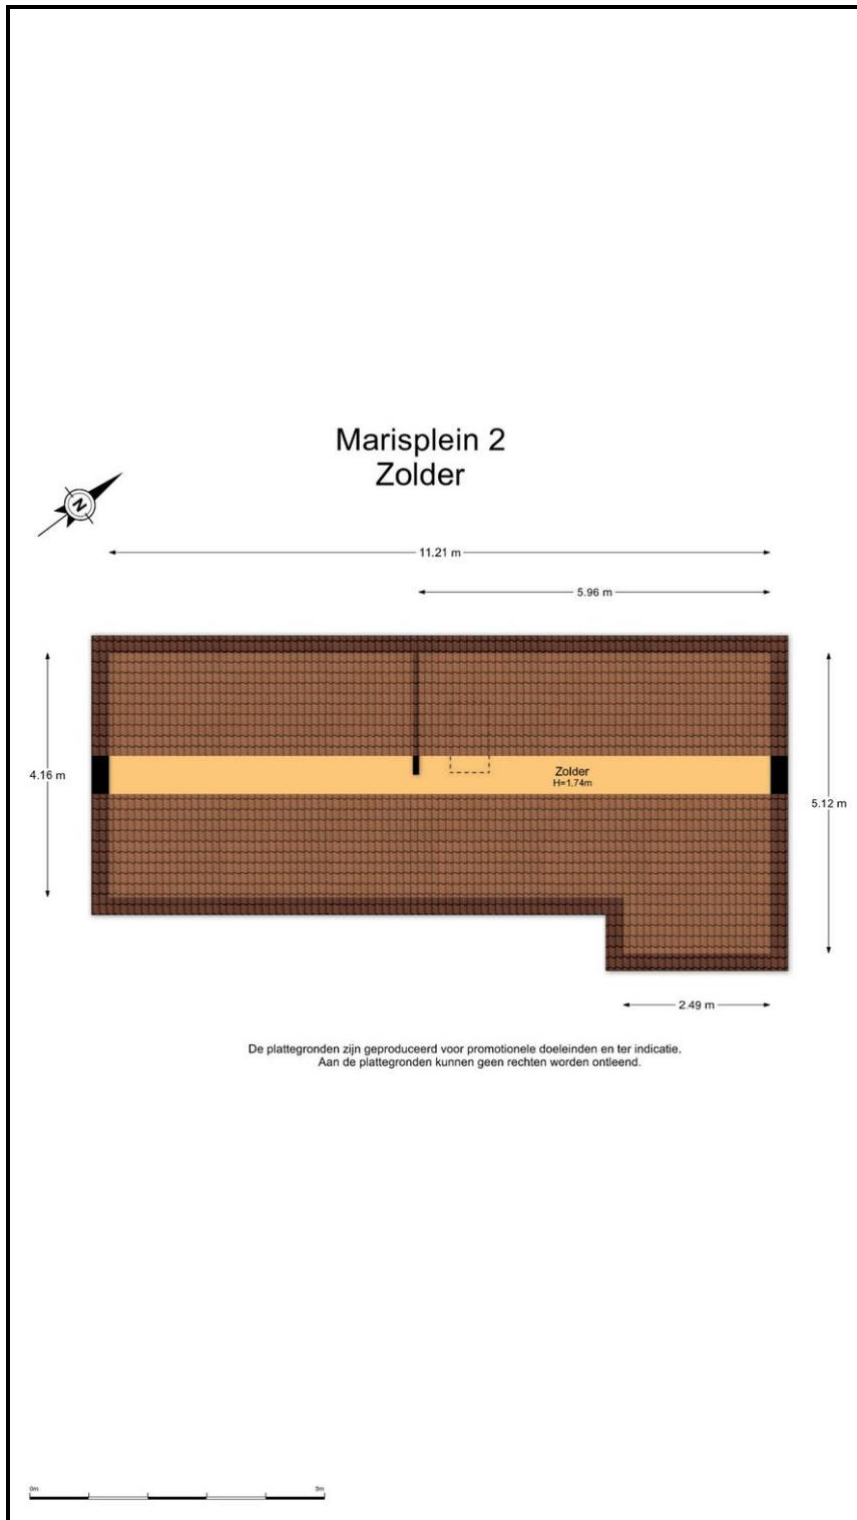 Marisplein 2
Zolder
N
11.21 m
5.96 m
4.16 m
Zolder
H=1.74m
5.12 m
2.49 m
De plattegronden zijn geproduceerd voor promotionele doeleinden en ter indicatie.
Aan de plattegronden kunnen geen rechten worden ontleend.
0m 5m